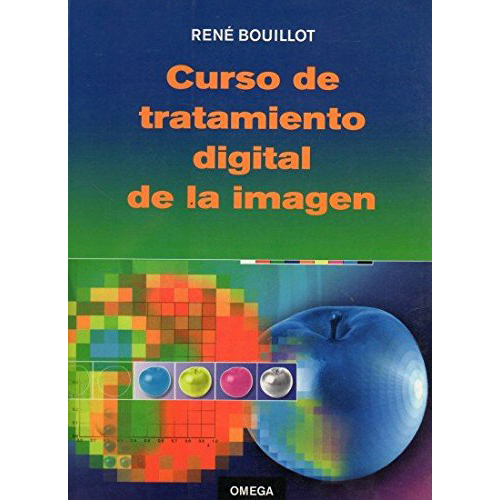 RENÉ BOUILLOT
Curso de
tratamiento
digital
de la imagen
OMEGA